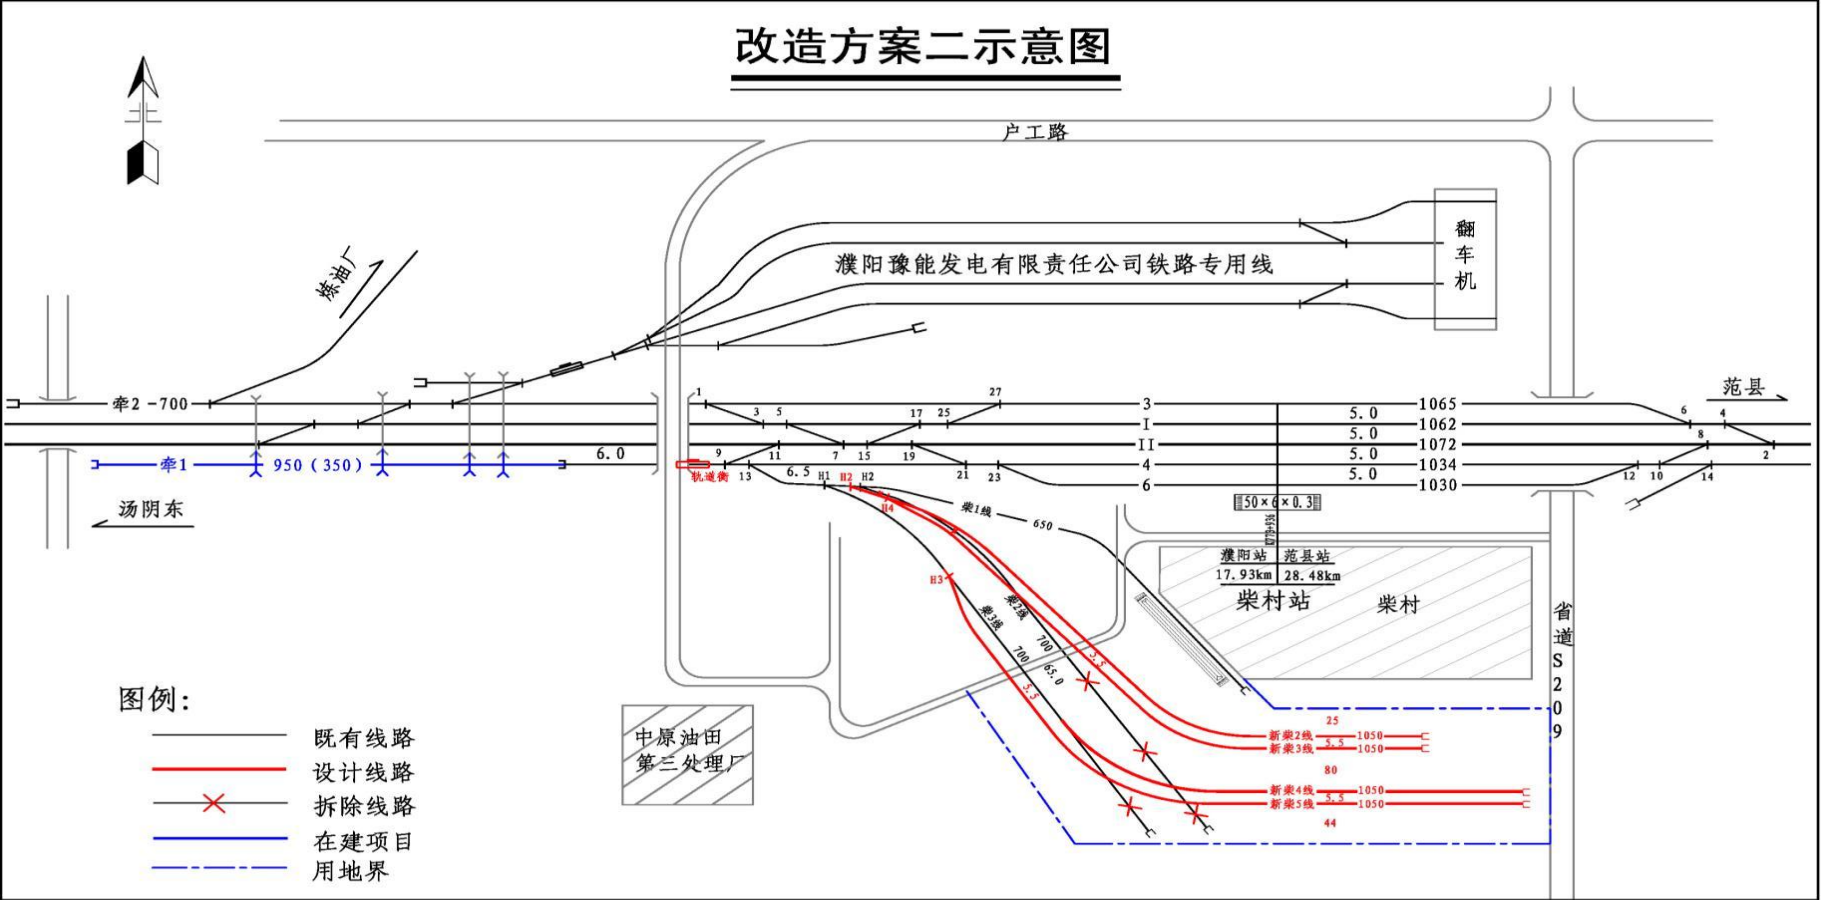 改造方案二示意图
户工路
翻车机
濮阳豫能发电有限责任公司铁路专用线
炼油厂
范县
牵2 -700
1
27
3
1065
3 5
17 25
5.0
I
1062
6 4
5.0
II
1072
8
牵1
950（350）
6.0
9
11
7 15 19
5.0
4
1034
2
轨道衡
13
6.5
H1
H2
H2
21 23
5.0
6
1030
12 10 14
汤阴东
H4
柴1线
650
50×6×0.3
K779+936
濮阳站 范县站
17.93km 28.48km
柴村站
柴村
H3
柴3线
柴2线
700
700
65.0
5.5
5.5
省道S209
图例：
既有线路
设计线路
拆除线路
在建项目
用地界
中原油田
第三处理厂
25
新柴2线 1050
5.5
新柴3线 1050
80
新柴4线 1050
5.5
新柴5线 1050
44